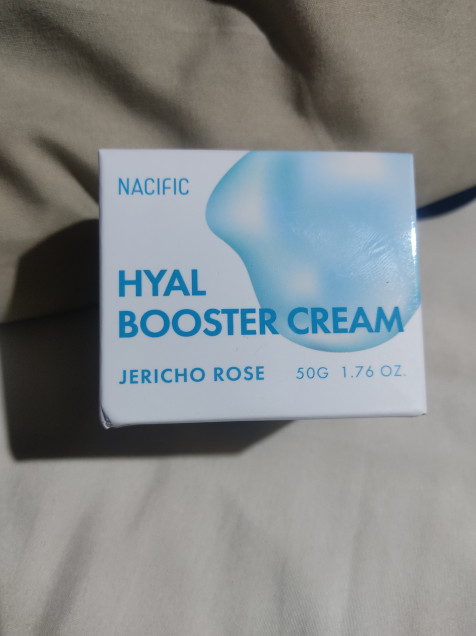 NACIFIC
HYAL
BOOSTER CREAM
JERICHO ROSE 50G 1.76 OZ.